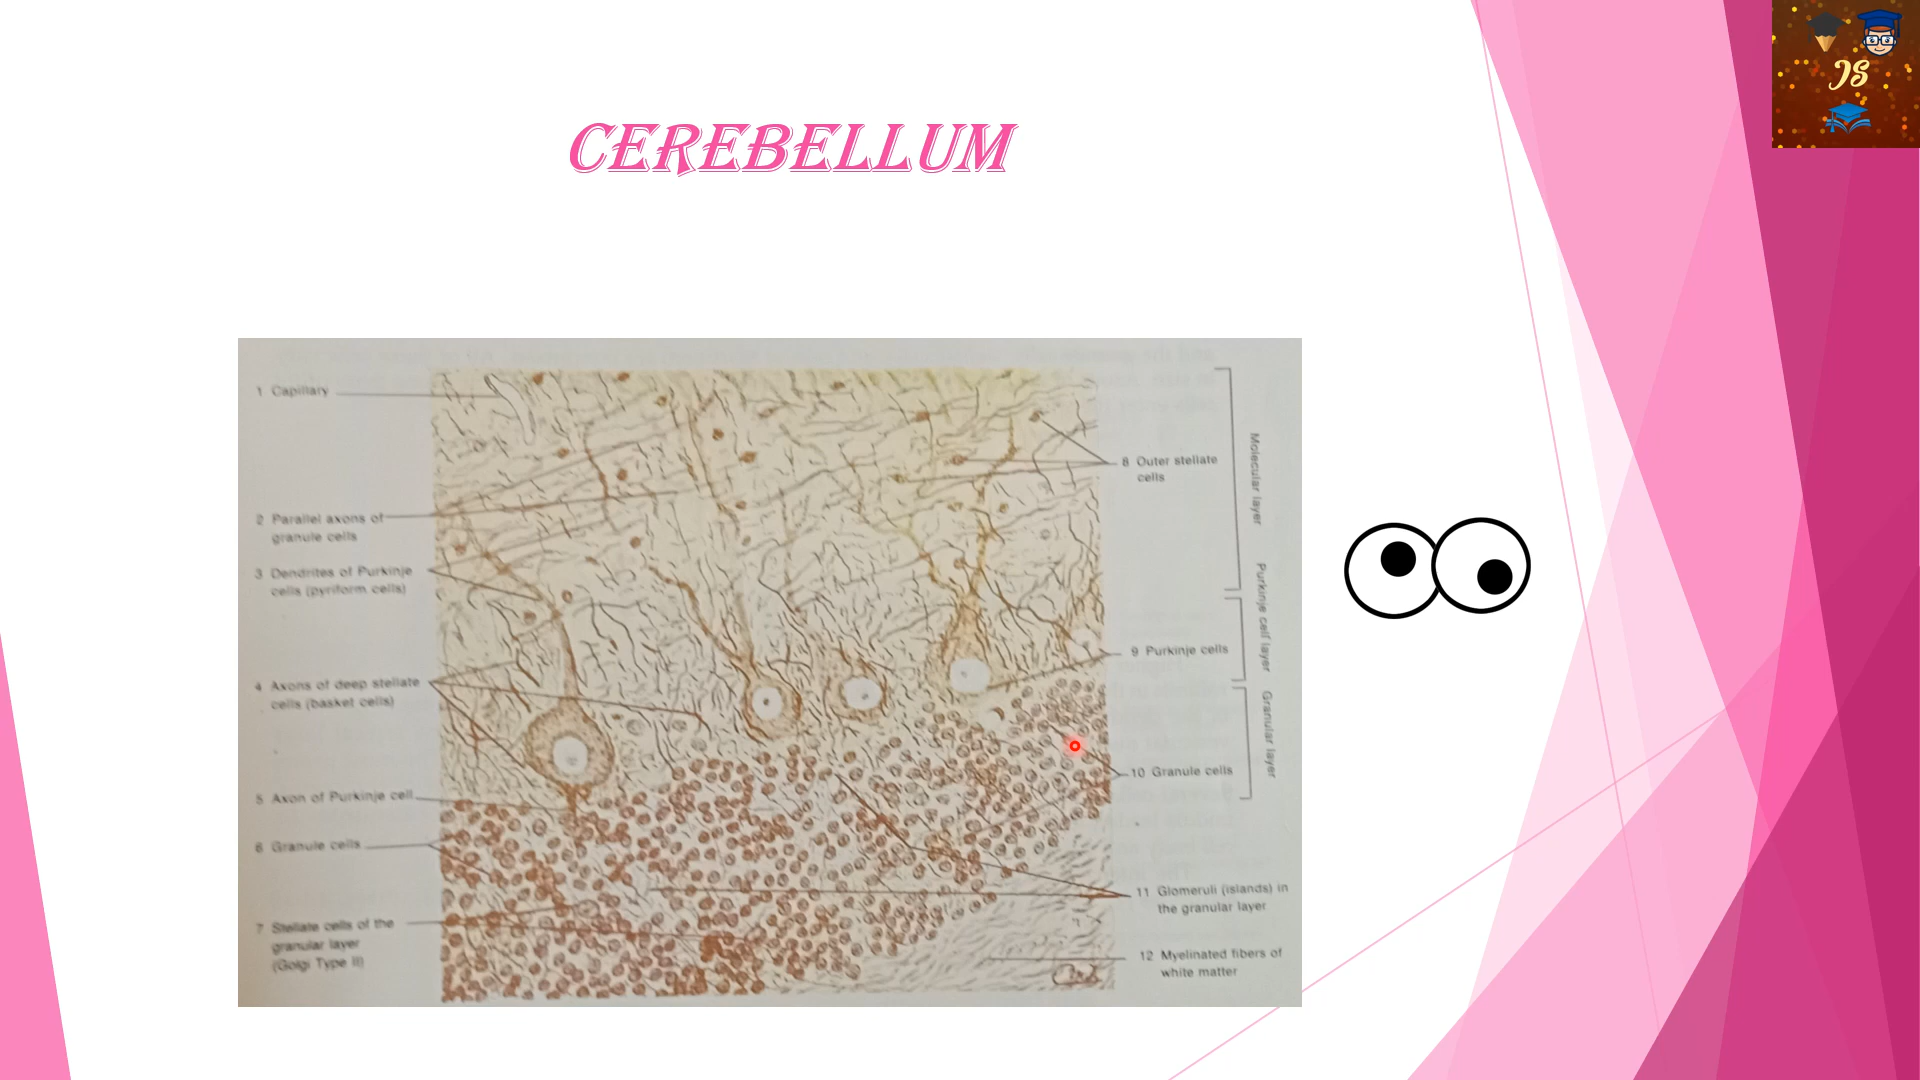 JS
CEREBELLUM
1 Capillary
2 Parallel axons of
granule cells
3 Dendrites of Purkinje
cells (pyriform cells)
4 Axons of deep stellate
cells (basket cells)
5 Axon of Purkinje cell
6 Granule cells
7 Stellate cells of the
granular layer
(Golgi Type II)
8 Outer stellate
cells
9 Purkinje cells
10 Granule cells
11 Glomeruli (islands) in
the granular layer
12 Myelinated fibers of
white matter
Molecular layer
Purkinje cell layer
Granular layer